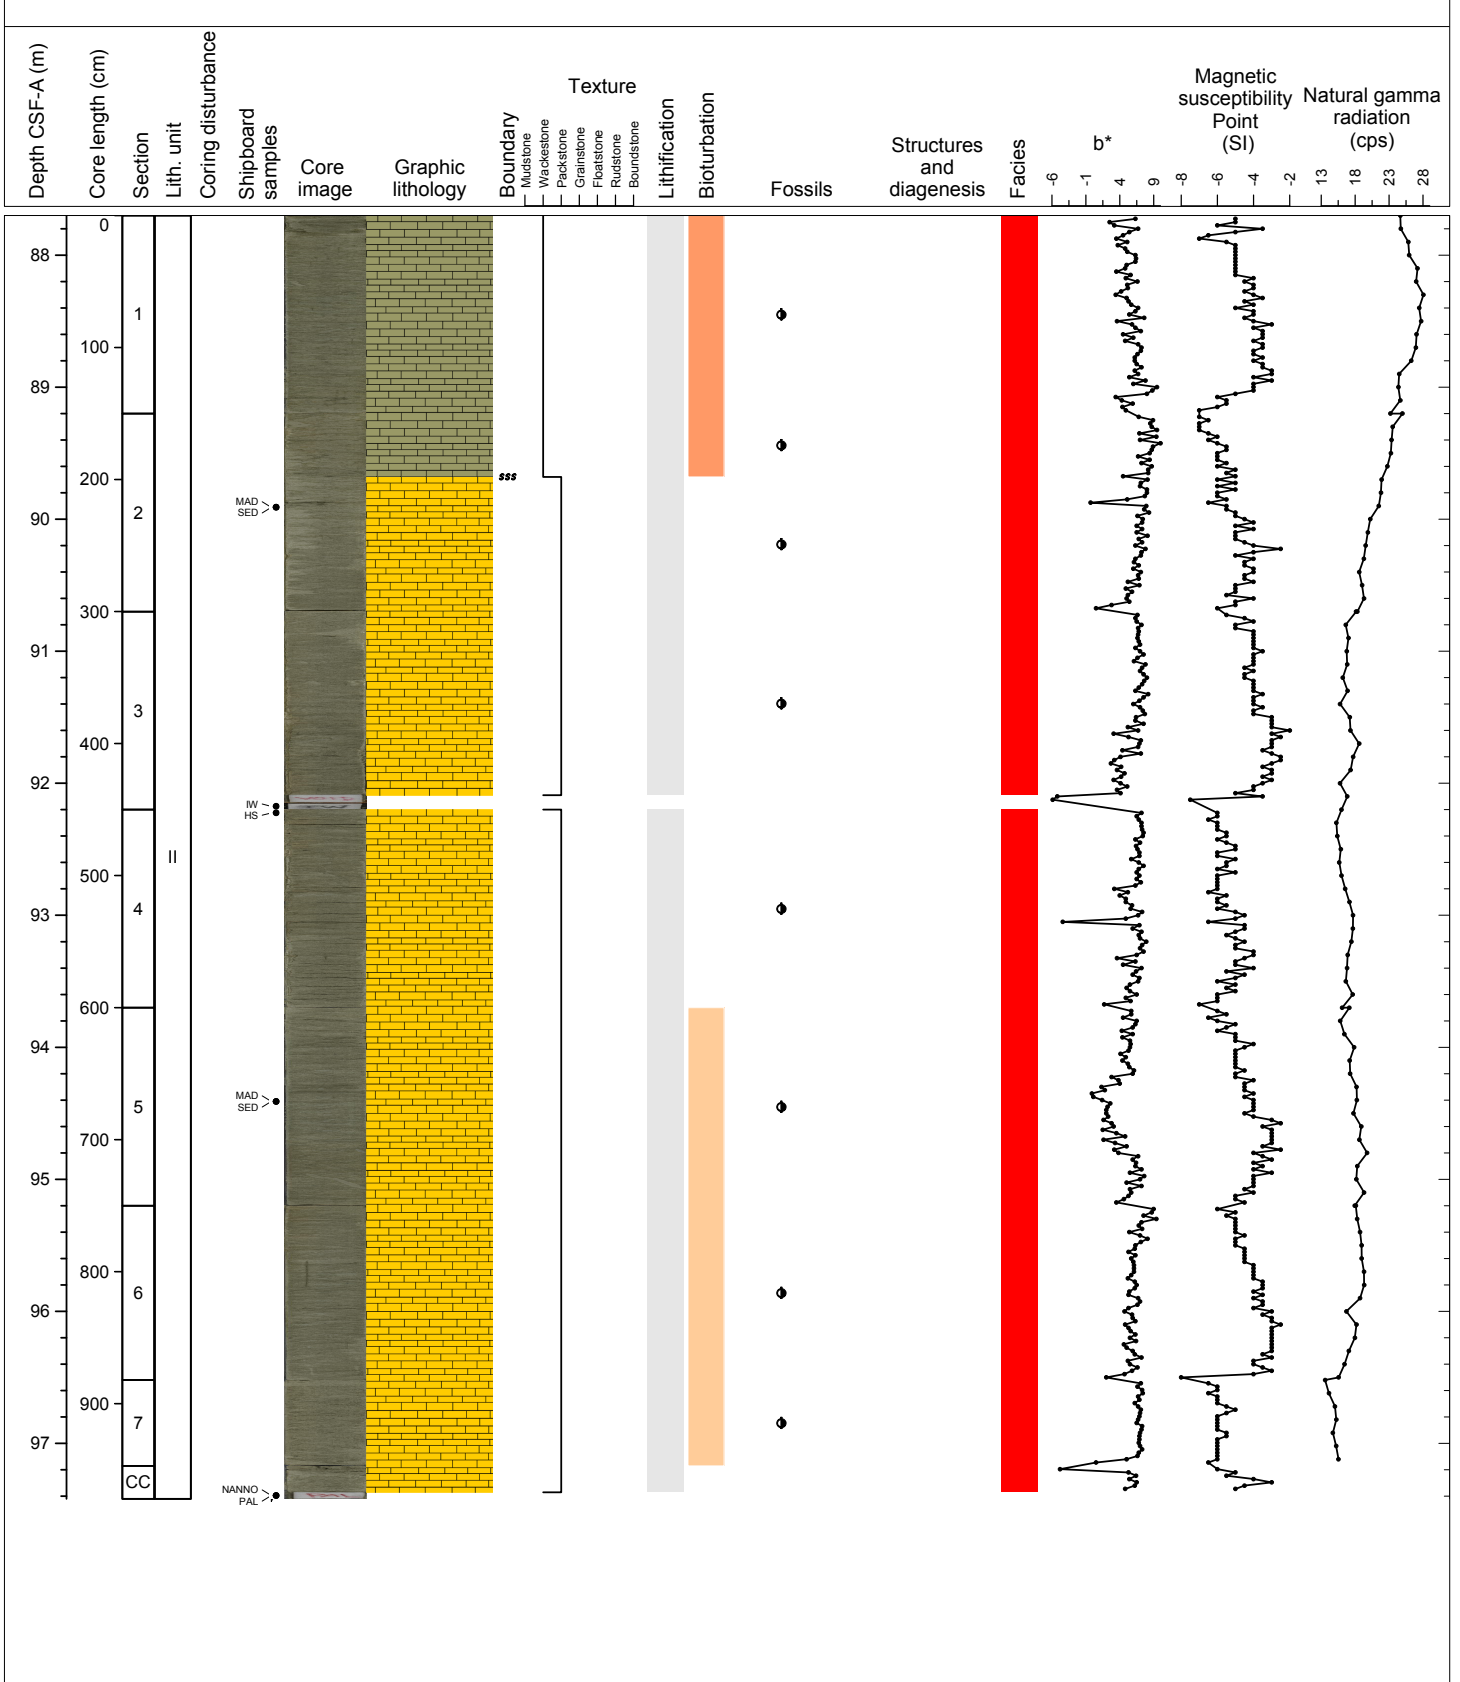 Depth CSF-A (m)
Core length (cm)
Section
Lith. unit
Coring disturbance
Shipboard
samples
Core
image
Graphic
lithology
Boundary
Texture
Mudstone
Wackestone
Packstone
Grainstone
Floatstone
Rudstone
Boundstone
Lithification
Bioturbation
Fossils
Structures
and
diagenesis
Facies
b*
-6 -1 4 9
Magnetic
susceptibility
Point
(SI)
-8 -6 -4 -2
Natural gamma
radiation
(cps)
13 18 23 28
0
88
1
100
89
200
sss
MAD
SED
2
90
300
91
3
400
92
IW
HS
II
500
4
93
600
94
MAD
SED
5
700
95
800
6
96
900
7
97
CC
NANNO
PAL